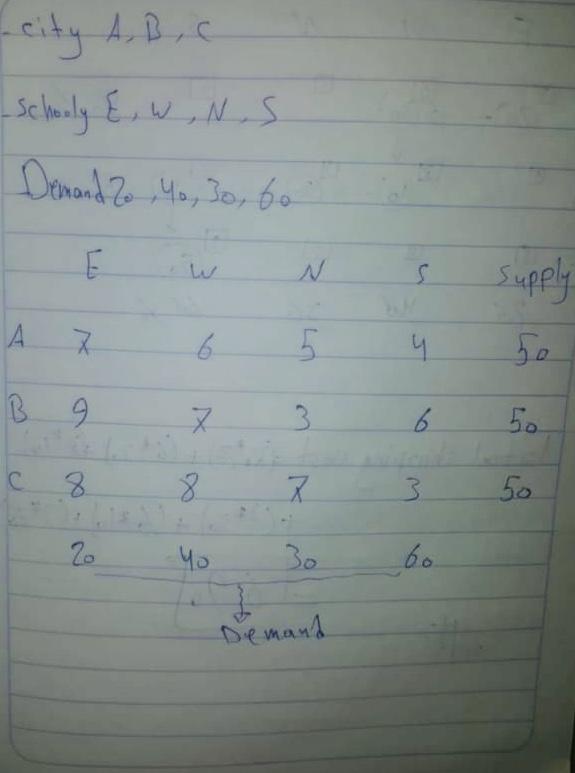 - city A, B, C
- schooly E, W, N, S
Demand 20, 40, 30, 60
E W N S Supply
A 7 6 5 4 50
B 9 7 3 6 50
C 8 8 7 3 50
20 40 30 60
Demand